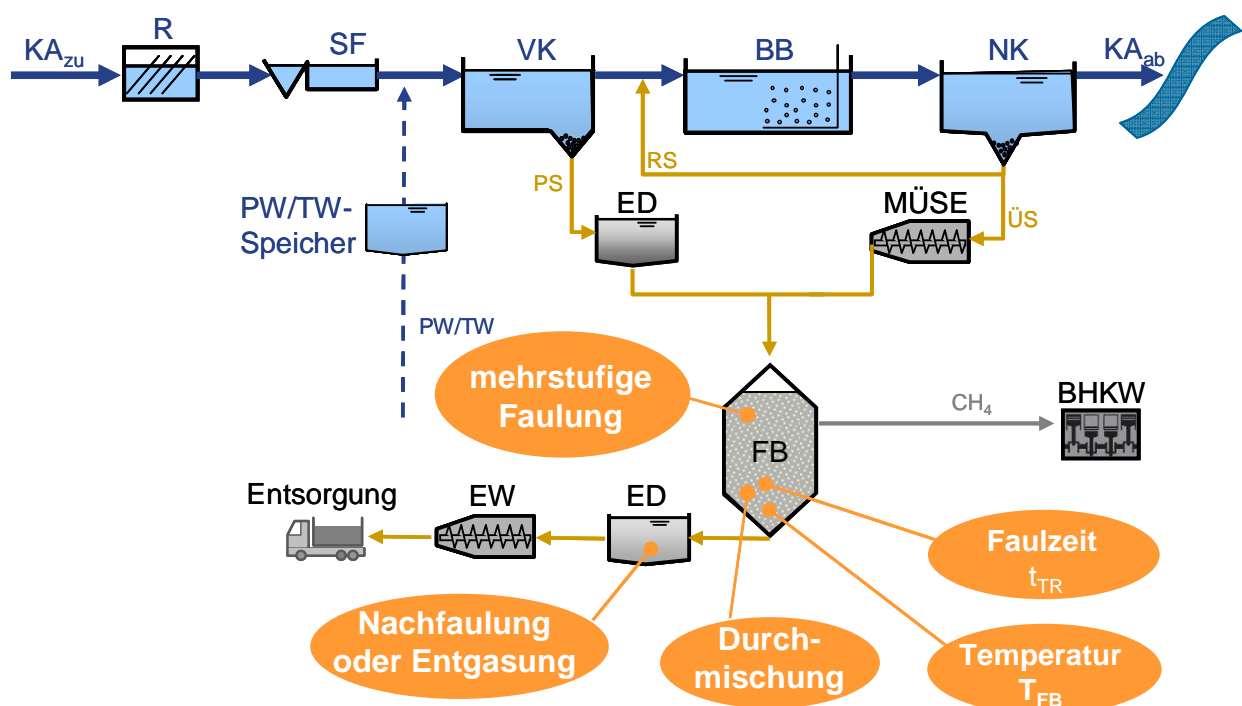 KAzu
R
SF
VK
BB
NK
KAab
PS
RS
ÜS
PW/TW-
Speicher
ED
MÜSE
PW/TW
mehrstufige
Faulung
CH4
BHKW
FB
Entsorgung
EW
ED
Faulzeit
tTR
Nachfaulung
oder Entgasung
Durch-
mischung
Temperatur
TFB